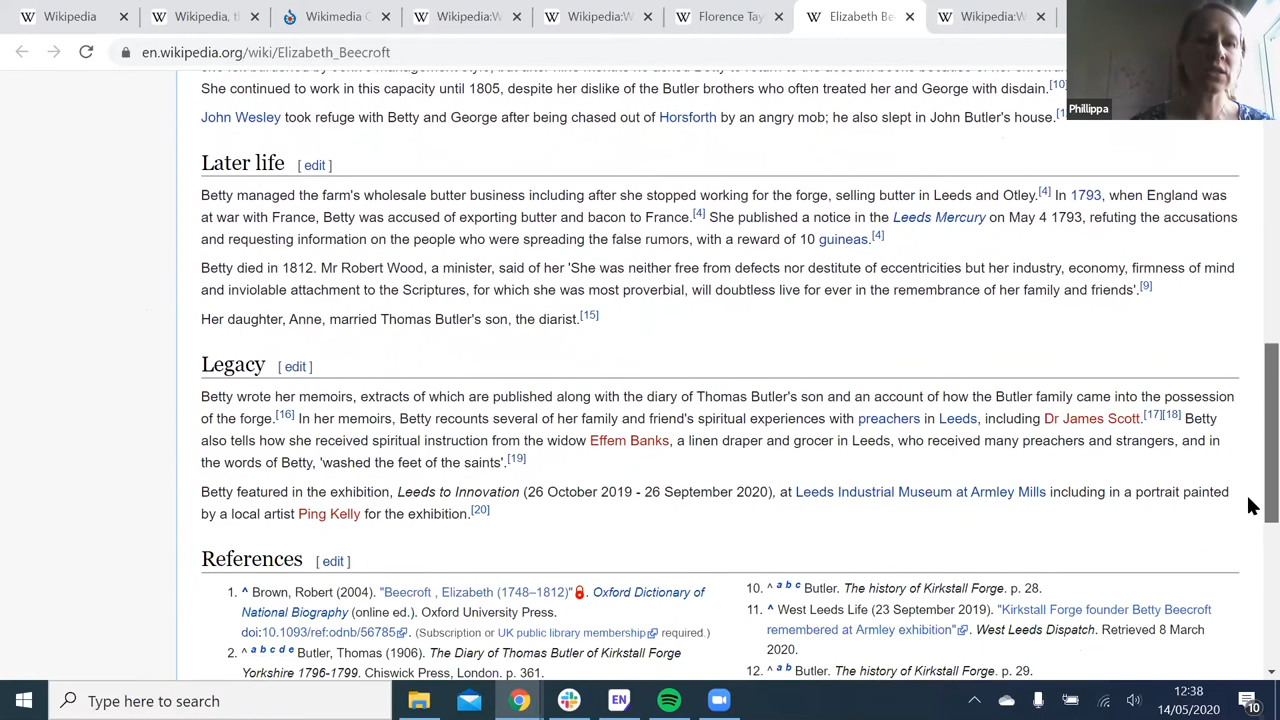 Wikipedia
Wikipedia, th
Wikimedia C
Wikipedia:W
Wikipedia:W
Florence Tay
Elizabeth Be
Wikipedia:W
en.wikipedia.org/wiki/Elizabeth_Beecroft
Phillippa
She continued to work in this capacity until 1805, despite her dislike of the Butler brothers who often treated her and George with disdain.[10]
John Wesley took refuge with Betty and George after being chased out of Horsforth by an angry mob; he also slept in John Butler's house.
Later life [ edit ]
Betty managed the farm's wholesale butter business including after she stopped working for the forge, selling butter in Leeds and Otley.[4] In 1793, when England was
at war with France, Betty was accused of exporting butter and bacon to France.[4] She published a notice in the Leeds Mercury on May 4 1793, refuting the accusations
and requesting information on the people who were spreading the false rumors, with a reward of 10 guineas.[4]
Betty died in 1812. Mr Robert Wood, a minister, said of her 'She was neither free from defects nor destitute of eccentricities but her industry, economy, firmness of mind
and inviolable attachment to the Scriptures, for which she was most proverbial, will doubtless live for ever in the remembrance of her family and friends'.[9]
Her daughter, Anne, married Thomas Butler's son, the diarist.[15]
Legacy [ edit ]
Betty wrote her memoirs, extracts of which are published along with the diary of Thomas Butler's son and an account of how the Butler family came into the possession
of the forge.[16] In her memoirs, Betty recounts several of her family and friend's spiritual experiences with preachers in Leeds, including Dr James Scott.[17][18] Betty
also tells how she received spiritual instruction from the widow Effem Banks, a linen draper and grocer in Leeds, who received many preachers and strangers, and in
the words of Betty, 'washed the feet of the saints'.[19]
Betty featured in the exhibition, Leeds to Innovation (26 October 2019 - 26 September 2020), at Leeds Industrial Museum at Armley Mills including in a portrait painted
by a local artist Ping Kelly for the exhibition.[20]
References [ edit ]
1. ^ Brown, Robert (2004). "Beecroft , Elizabeth (1748–1812)". Oxford Dictionary of
National Biography (online ed.). Oxford University Press.
doi:10.1093/ref:odnb/56785. (Subscription or UK public library membership required.)
2. ^ a b c d e Butler, Thomas (1906). The Diary of Thomas Butler of Kirkstall Forge
Yorkshire 1796-1799. Chiswick Press, London. p. 361.
10. ^ a b c Butler. The history of Kirkstall Forge. p. 28.
11. ^ West Leeds Life (23 September 2019). "Kirkstall Forge founder Betty Beecroft
remembered at Armley exhibition". West Leeds Dispatch. Retrieved 8 March
2020.
12. ^ a b Butler. The history of Kirkstall Forge. p. 29.
Type here to search
EN
12:38
14/05/2020
10